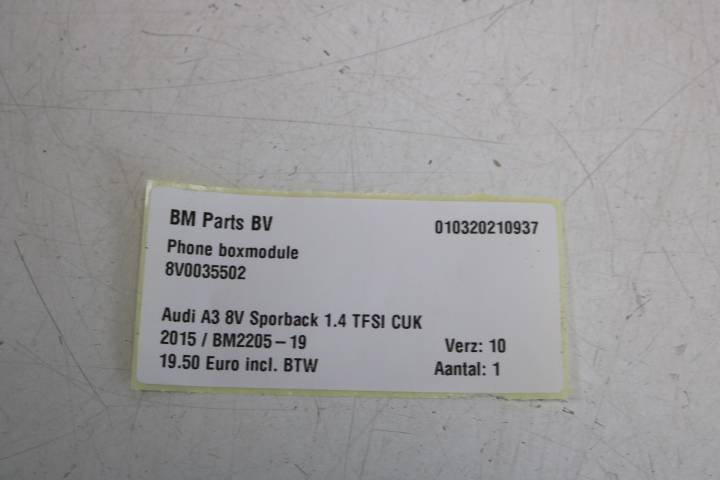 BM Parts BV 010320210937
Phone boxmodule
8V0035502
Audi A3 8V Sporback 1.4 TFSI CUK
2015 / BM2205-19 Verz: 10
19.50 Euro incl. BTW Aantal: 1